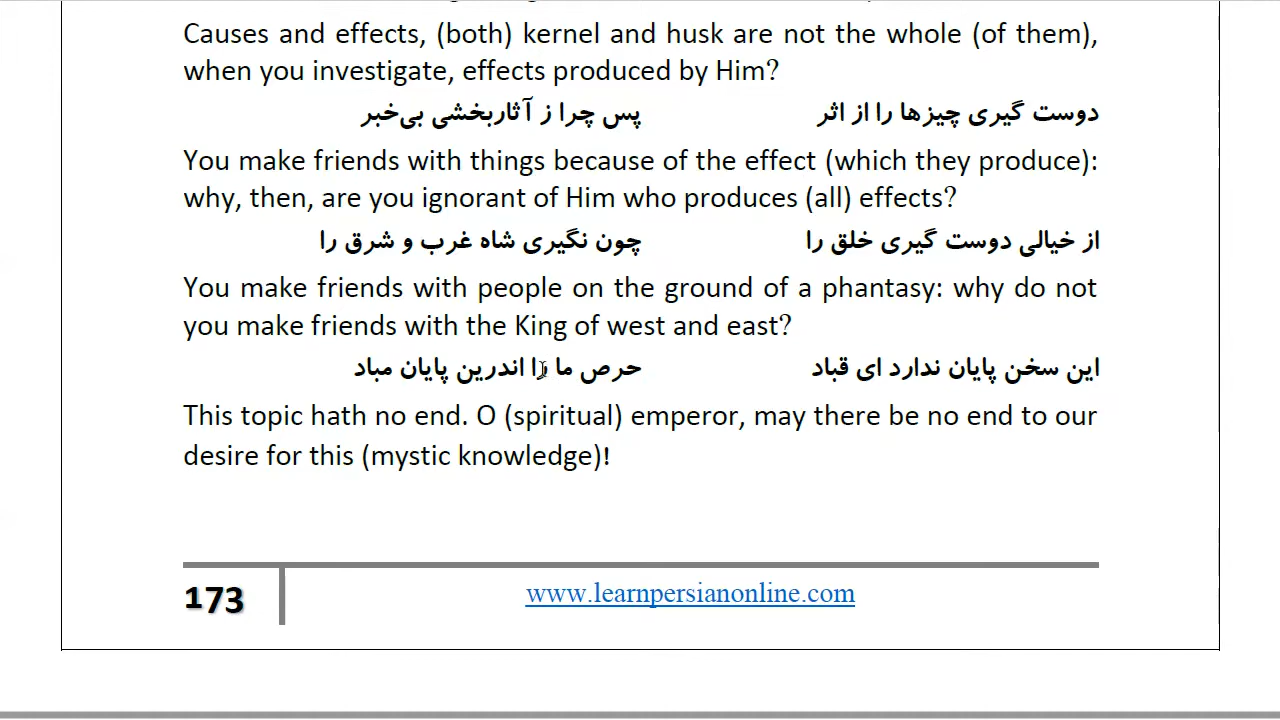 Causes and effects, (both) kernel and husk are not the whole (of them),
when you investigate, effects produced by Him?
دوست گیری چیزها را از اثر پس چرا ز آثاربخشی بی‌خبر
You make friends with things because of the effect (which they produce):
why, then, are you ignorant of Him who produces (all) effects?
از خیالی دوست گیری خلق را چون نگیری شاه غرب و شرق را
You make friends with people on the ground of a phantasy: why do not
you make friends with the King of west and east?
این سخن پایان ندارد ای قباد حرص ما را اندرین پایان مباد
This topic hath no end. O (spiritual) emperor, may there be no end to our
desire for this (mystic knowledge)!
173 www.learnpersianonline.com